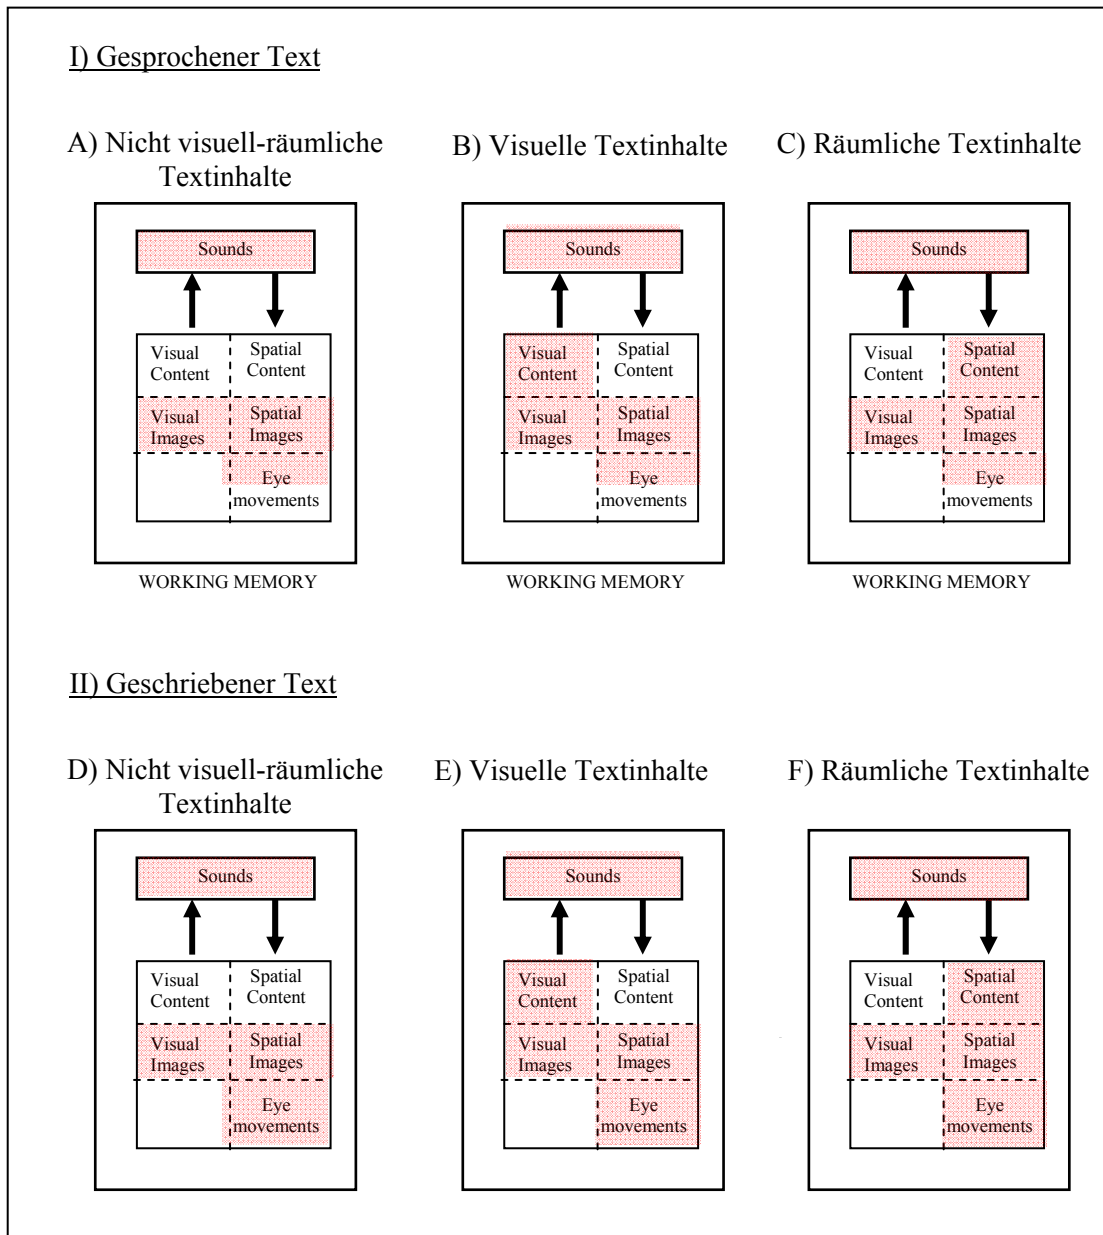 I) Gesprochener Text
A) Nicht visuell-räumliche
Textinhalte
B) Visuelle Textinhalte
C) Räumliche Textinhalte
Sounds
Visual
Content
Spatial
Content
Visual
Images
Spatial
Images
Eye
movements
WORKING MEMORY
Sounds
Visual
Content
Spatial
Content
Visual
Images
Spatial
Images
Eye
movements
WORKING MEMORY
Sounds
Visual
Content
Spatial
Content
Visual
Images
Spatial
Images
Eye
movements
WORKING MEMORY
II) Geschriebener Text
D) Nicht visuell-räumliche
Textinhalte
E) Visuelle Textinhalte
F) Räumliche Textinhalte
Sounds
Visual
Content
Spatial
Content
Visual
Images
Spatial
Images
Eye
movements
Sounds
Visual
Content
Spatial
Content
Visual
Images
Spatial
Images
Eye
movements
Sounds
Visual
Content
Spatial
Content
Visual
Images
Spatial
Images
Eye
movements